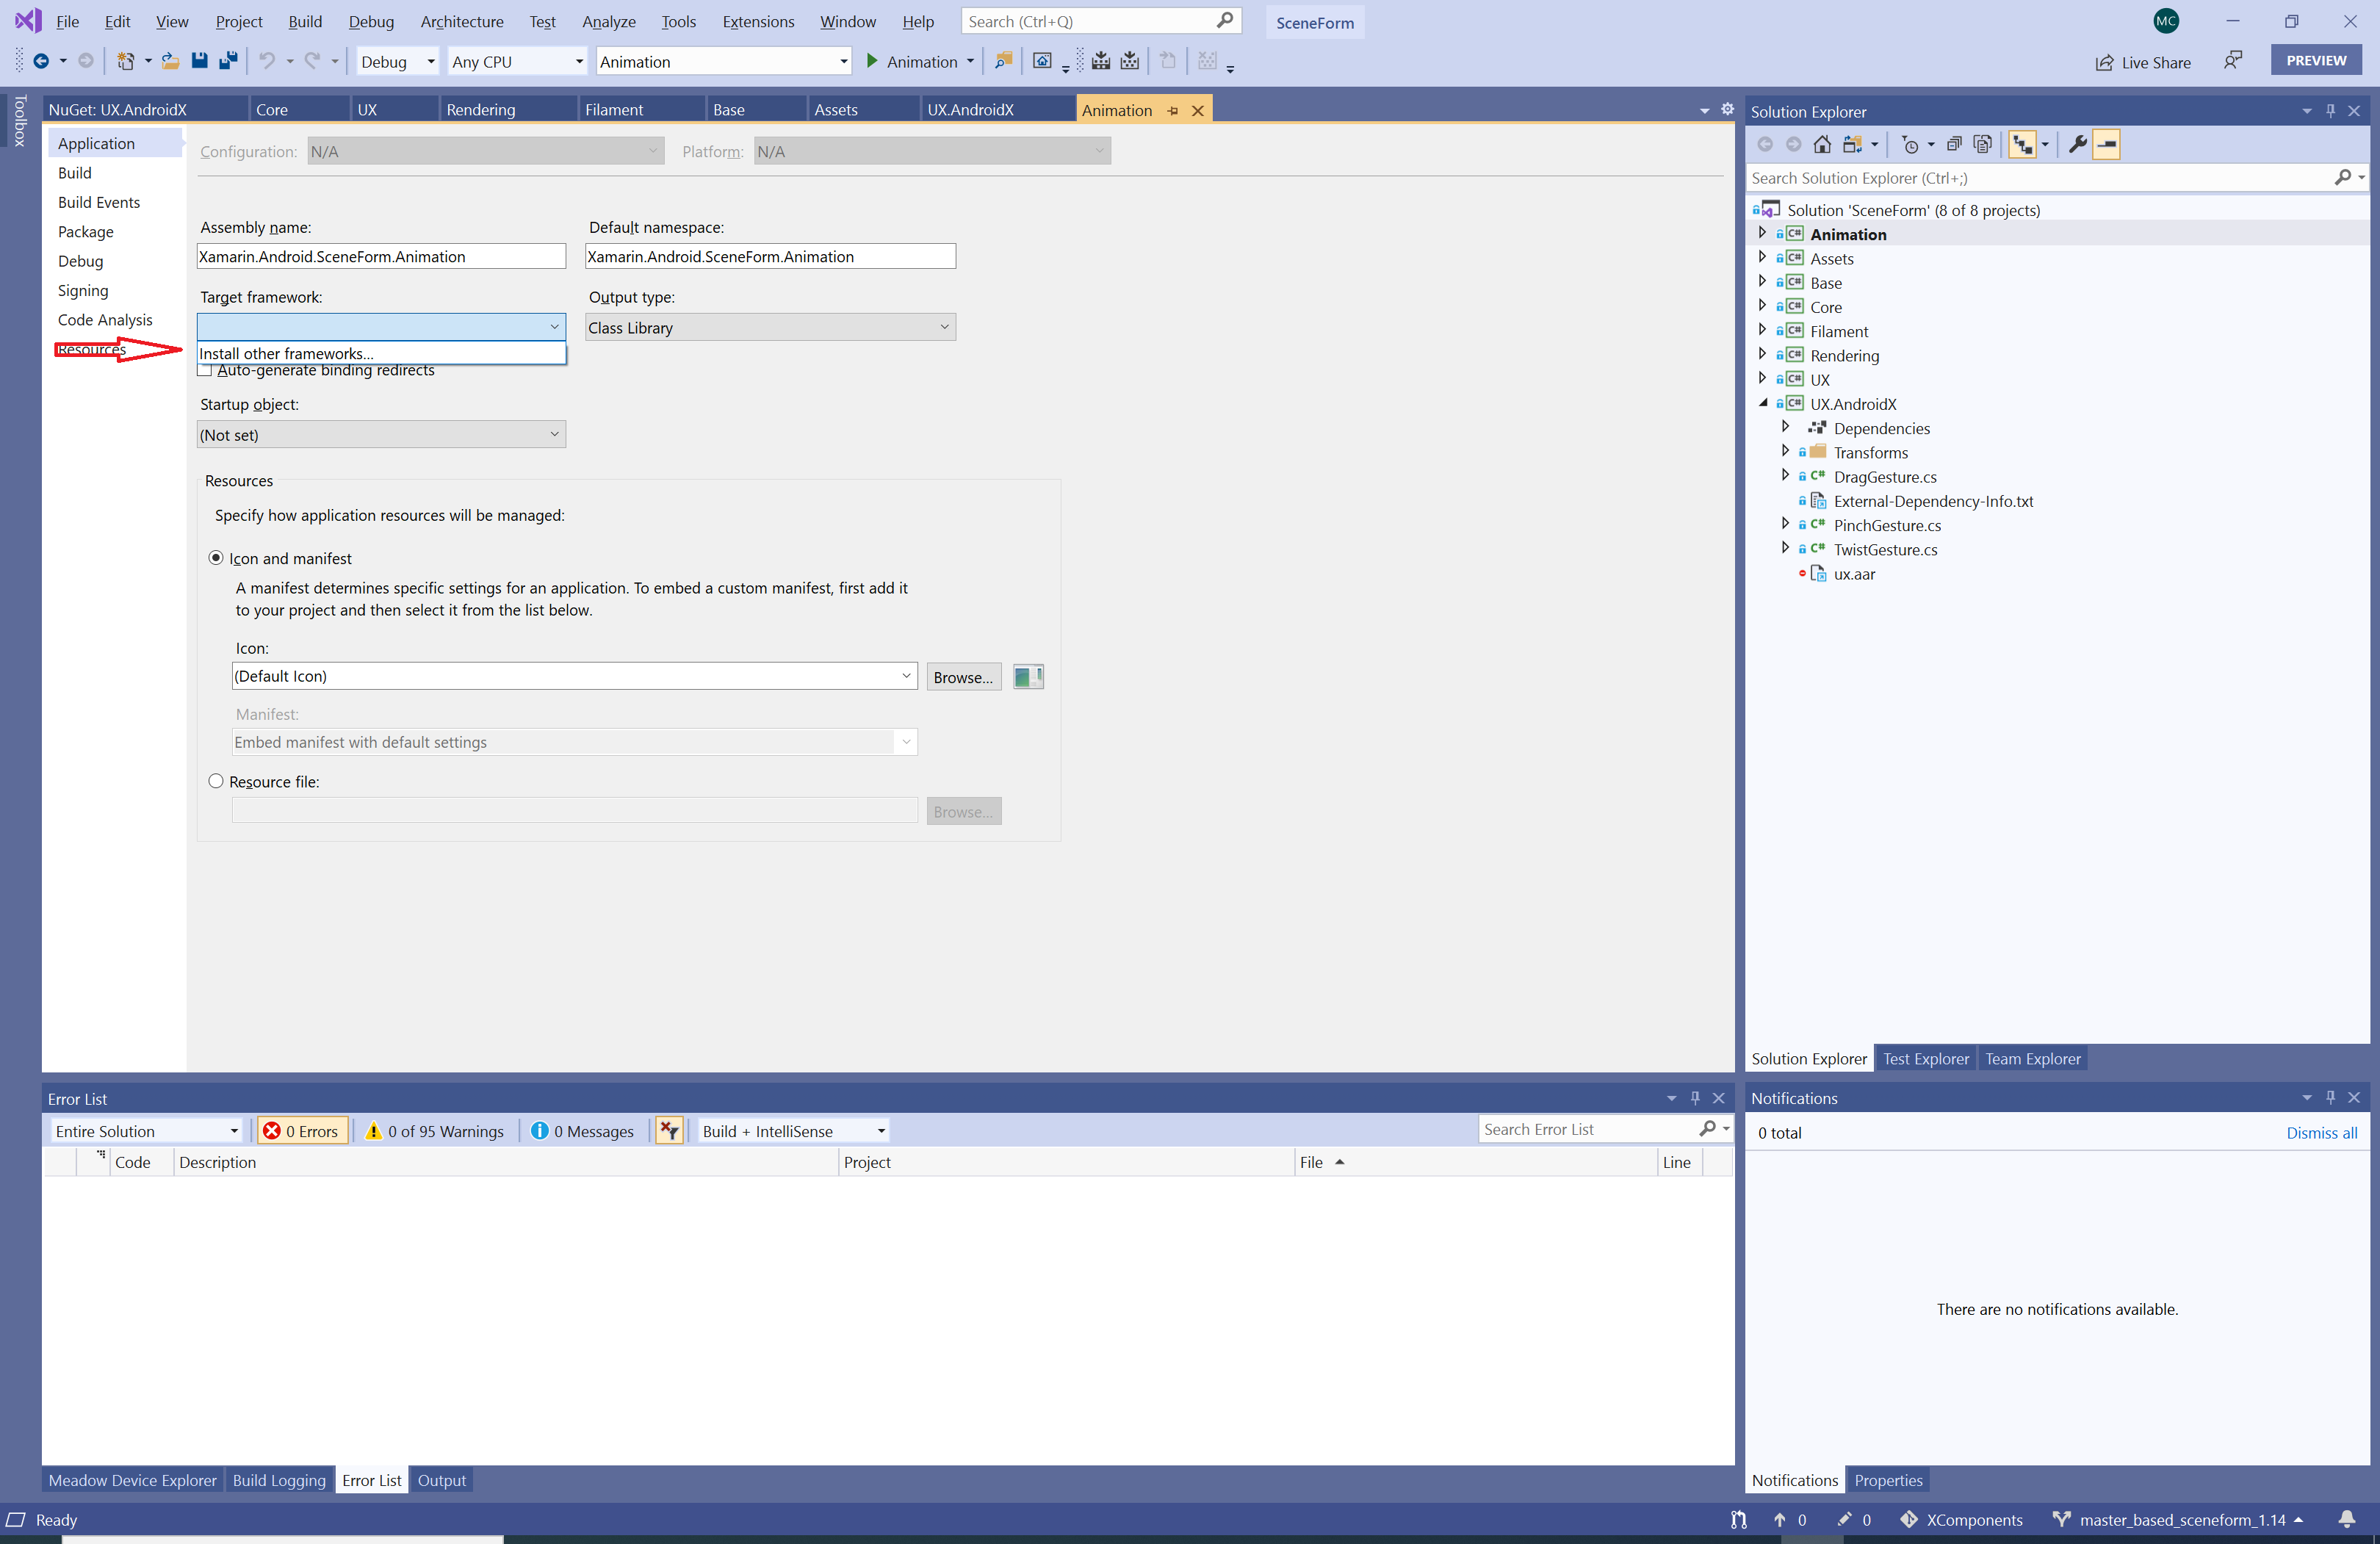 File Edit View Project Build Debug Architecture Test Analyze Tools Extensions Window Help Search (Ctrl+Q) SceneForm MC
Debug Any CPU Animation Animation Live Share PREVIEW
Toolbox
NuGet: UX.AndroidX Core UX Rendering Filament Base Assets UX.AndroidX Animation
Application
Build
Build Events
Package
Debug
Signing
Code Analysis
Resources
Configuration: N/A Platform: N/A
Assembly name: Default namespace:
Xamarin.Android.SceneForm.Animation Xamarin.Android.SceneForm.Animation
Target framework: Output type:
Class Library
Install other frameworks...
Auto-generate binding redirects
Startup object:
(Not set)
Resources
Specify how application resources will be managed:
Icon and manifest
A manifest determines specific settings for an application. To embed a custom manifest, first add it
to your project and then select it from the list below.
Icon:
(Default Icon) Browse...
Manifest:
Embed manifest with default settings
Resource file:
Browse...
Solution Explorer
Search Solution Explorer (Ctrl+;)
Solution 'SceneForm' (8 of 8 projects)
C# Animation
C# Assets
C# Base
C# Core
C# Filament
C# Rendering
C# UX
C# UX.AndroidX
Dependencies
Transforms
C# DragGesture.cs
External-Dependency-Info.txt
C# PinchGesture.cs
C# TwistGesture.cs
ux.aar
Solution Explorer Test Explorer Team Explorer
Error List
Entire Solution 0 Errors 0 of 95 Warnings 0 Messages Build + IntelliSense Search Error List
Code Description Project File Line
Meadow Device Explorer Build Logging Error List Output
Notifications
0 total Dismiss all
There are no notifications available.
Notifications Properties
Ready 0 0 XComponents master_based_sceneform_1.14